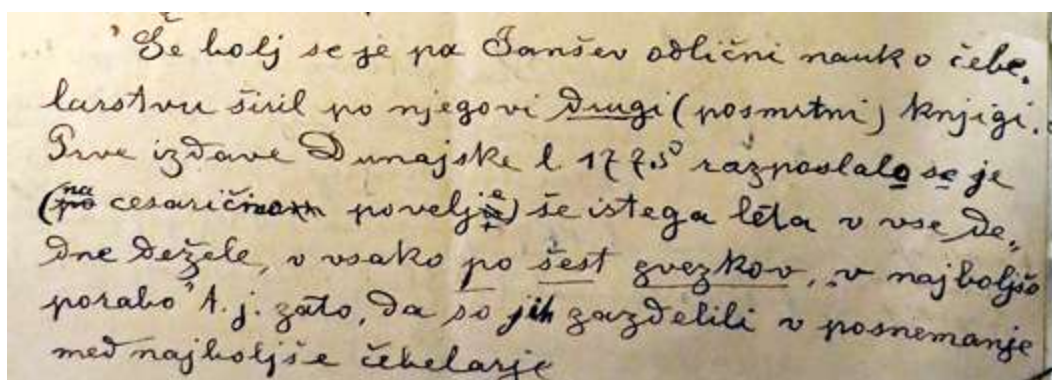 Še bolj se je pa Janšev odlični nauk o čebe-
larstvu širil po njegovi drugi (posmrtni) knjigi.
Prve izdave Dunajske l. 1775 razposlalo se je
(na cesaričino povelje) še istega léta v vse de-
dne dežele, v vsako po šest zvezkov, „v najboljšo
porabo" t. j. zato, da so jih razdelili v posnemanje
med najboljše čebelarje